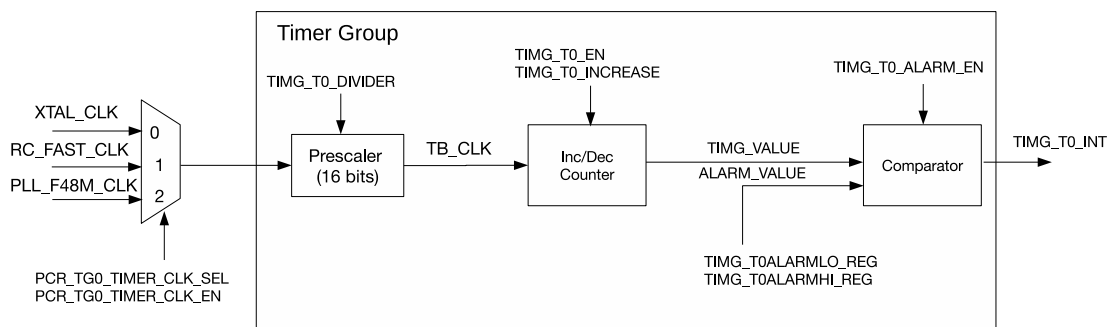 Timer Group
TIMG_T0_EN
TIMG_T0_INCREASE
TIMG_T0_DIVIDER
TIMG_T0_ALARM_EN
XTAL_CLK
0
RC_FAST_CLK
1
PLL_F48M_CLK
2
Prescaler
(16 bits)
TB_CLK
Inc/Dec
Counter
TIMG_VALUE
ALARM_VALUE
Comparator
TIMG_T0_INT
TIMG_T0ALARMLO_REG
TIMG_T0ALARMHI_REG
PCR_TG0_TIMER_CLK_SEL
PCR_TG0_TIMER_CLK_EN